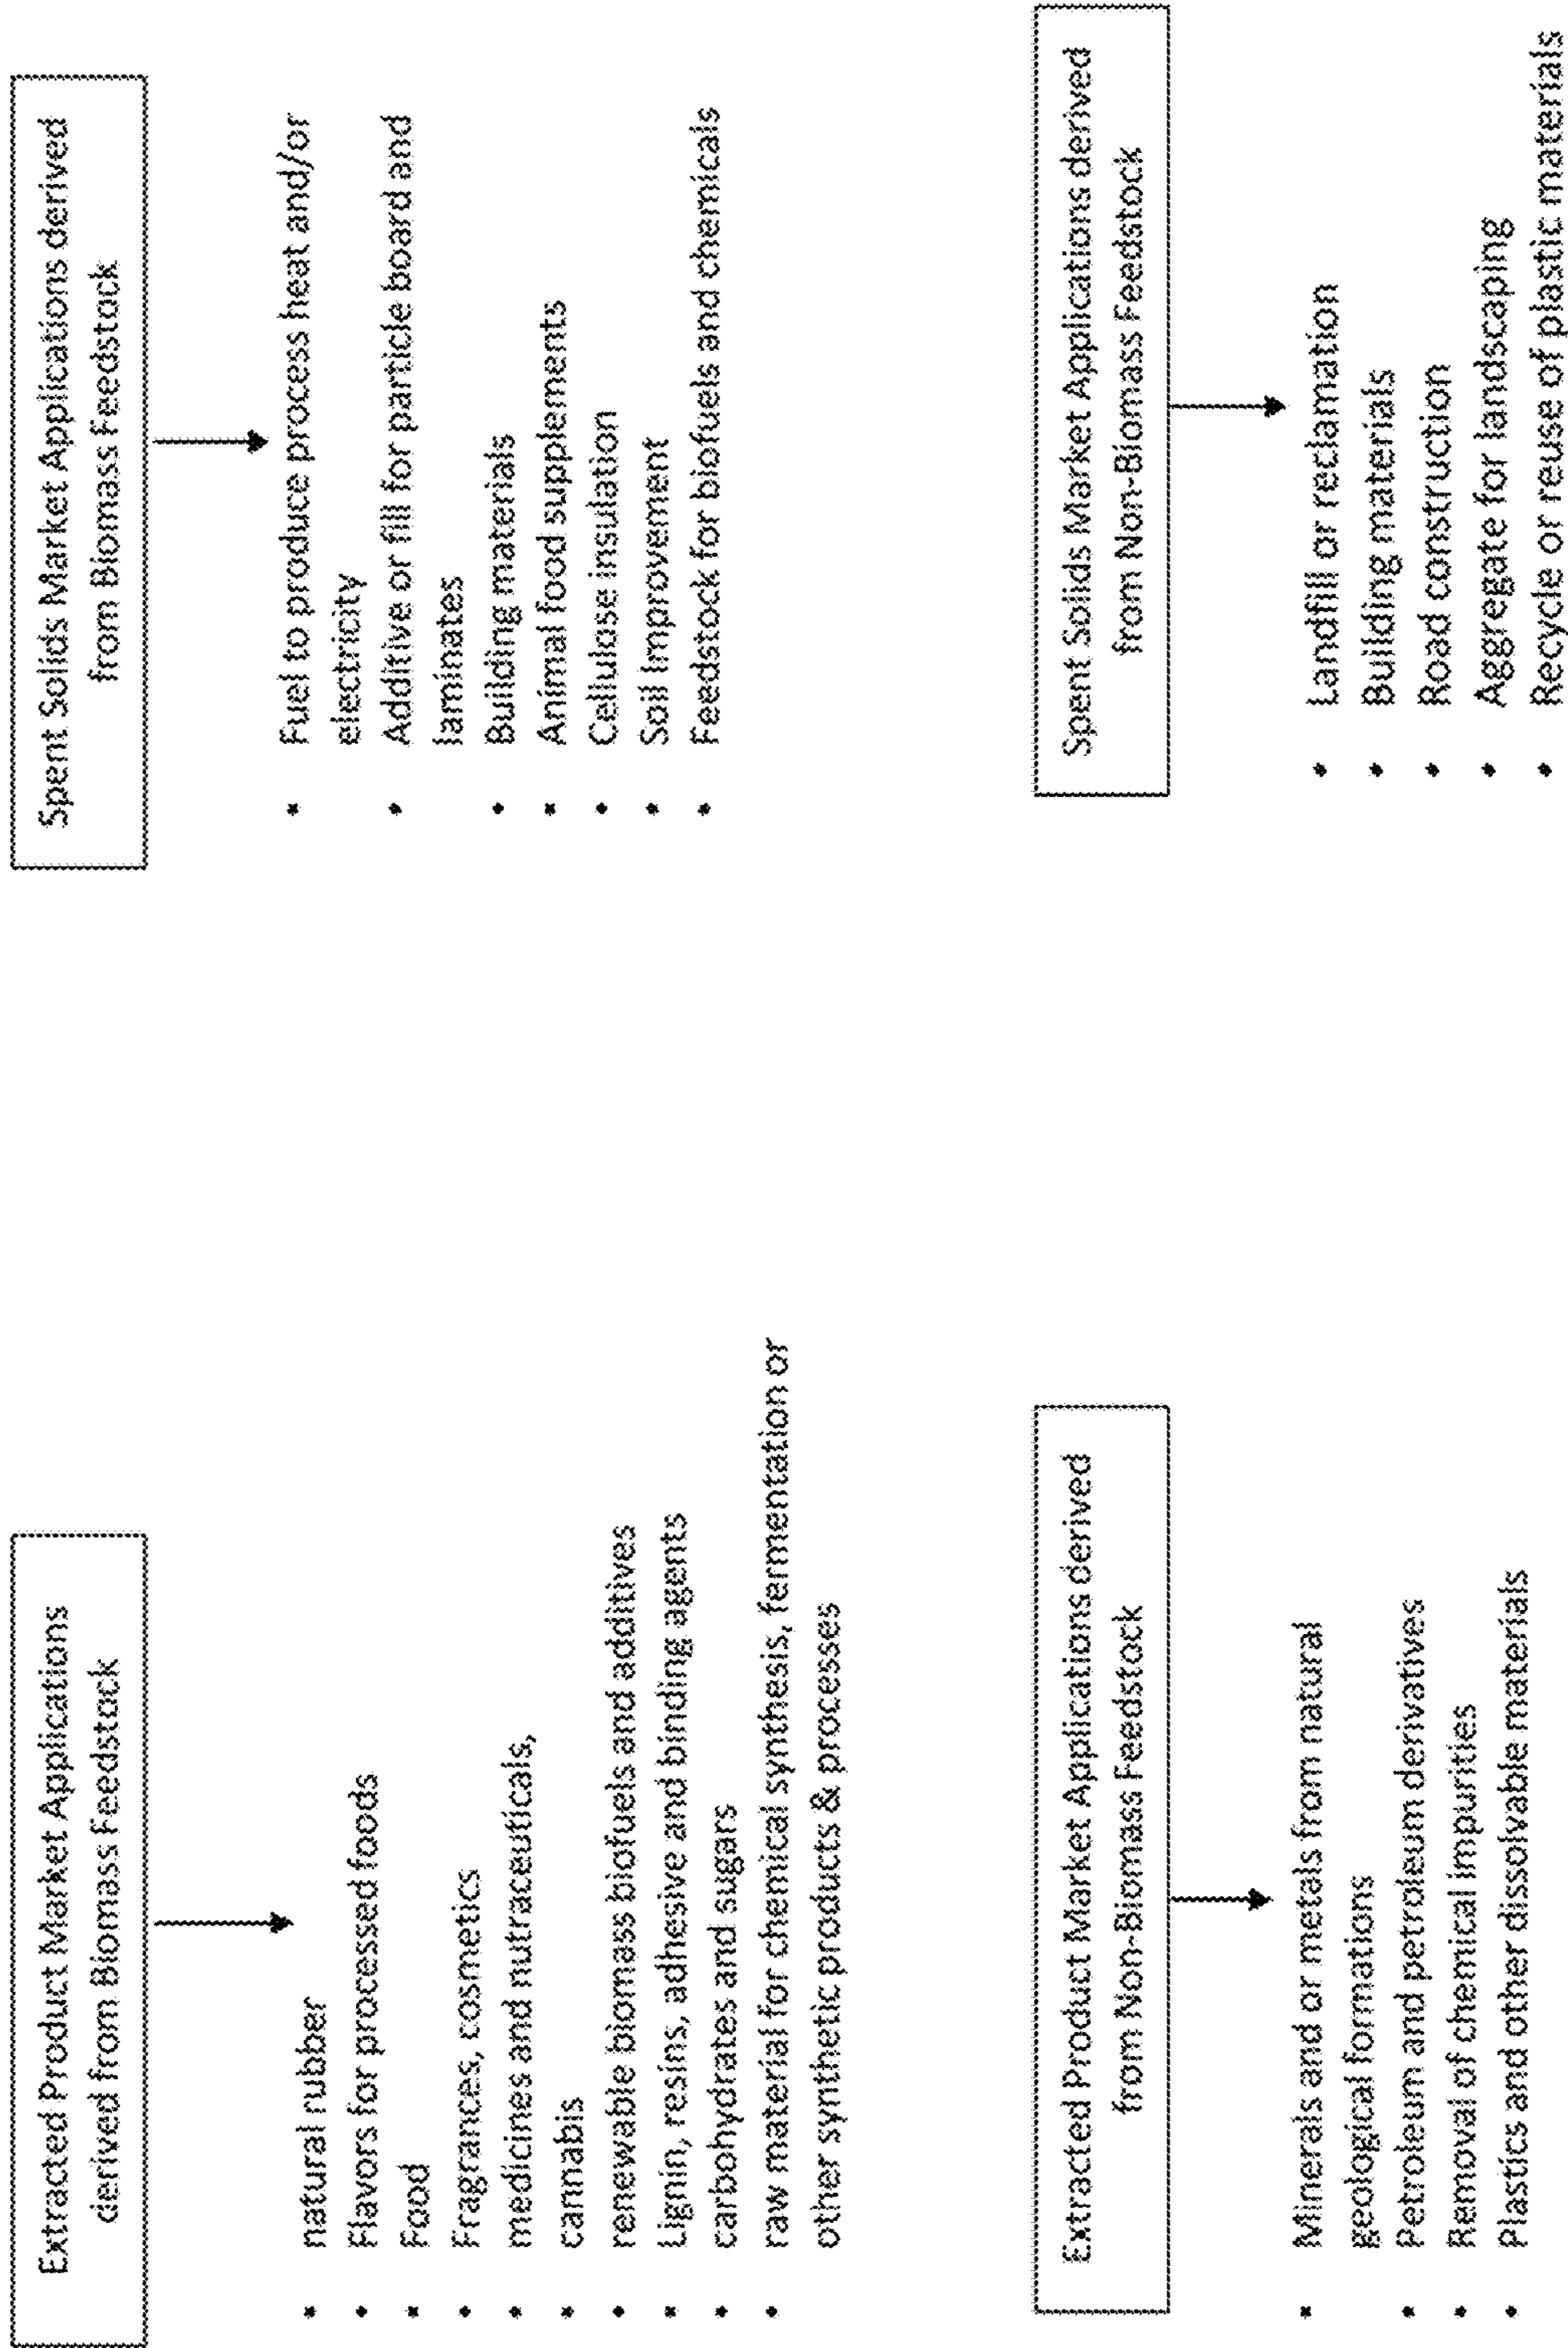 Extracted Product Market Applications
derived from Biomass Feedstock
• natural rubber
• Flavors for processed foods
• Food
• Fragrances, cosmetics
• medicines and nutraceuticals,
• cannabis
• renewable biomass biofuels and additives
• Lignin, resins, adhesive and binding agents
• carbohydrates and sugars
• raw material for chemical synthesis, fermentation or
other synthetic products & processes
Spent Solids Market Applications derived
from Biomass Feedstock
• Fuel to produce process heat and/or
electricity
• Additive or fill for particle board and
laminates
• Building materials
• Animal food supplements
• Cellulose insulation
• Soil Improvement
• Feedstock for biofuels and chemicals
Extracted Product Market Applications derived
from Non-Biomass Feedstock
• Minerals and or metals from natural
geological formations
• Petroleum and petroleum derivatives
• Removal of chemical impurities
• Plastics and other dissolvable materials
Spent Solids Market Applications derived
from Non-Biomass Feedstock
• Landfill or reclamation
• Building materials
• Road construction
• Aggregate for landscaping
• Recycle or reuse of plastic materials